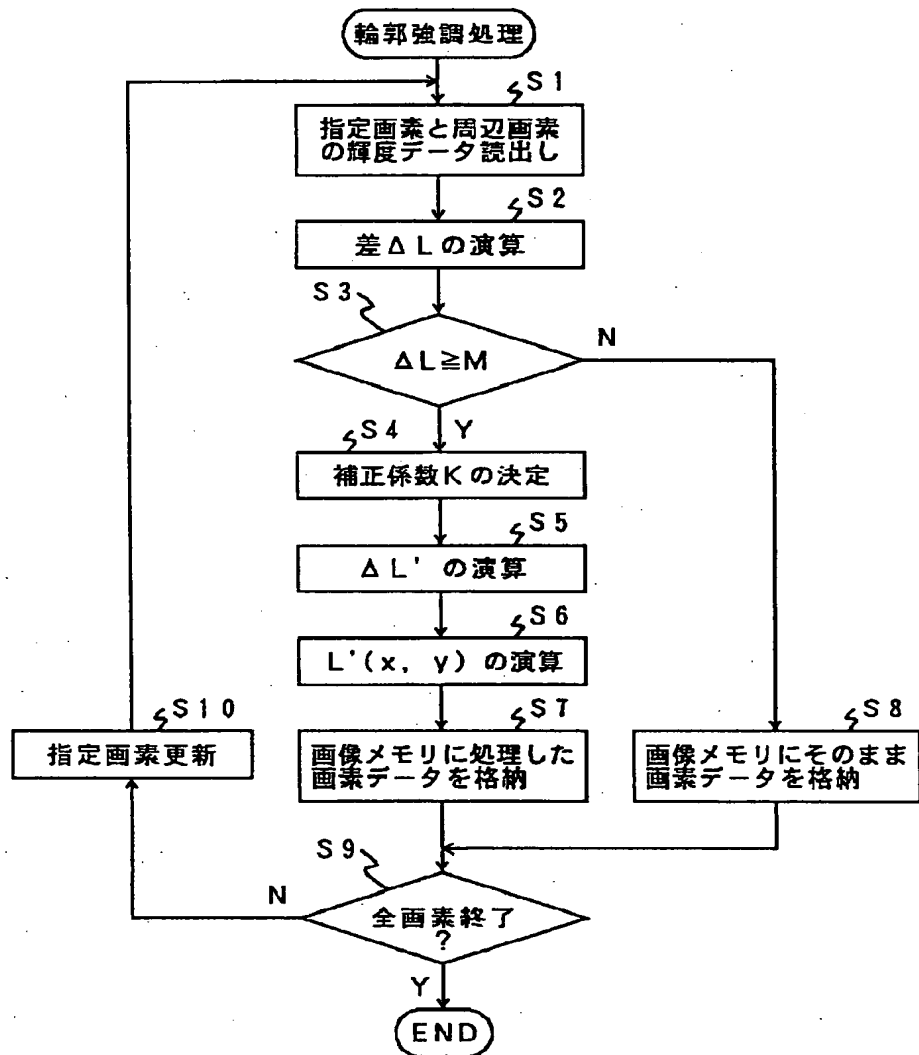 輪郭強調処理
S1
指定画素と周辺画素
の輝度データ読出し
S2
差ΔLの演算
S3
ΔL≧M
N
Y
S4
補正係数Kの決定
S5
ΔL'の演算
S6
L'(x, y)の演算
S7
画像メモリに処理した
画素データを格納
S8
画像メモリにそのまま
画素データを格納
S10
指定画素更新
S9
全画素終了
?
N
Y
END